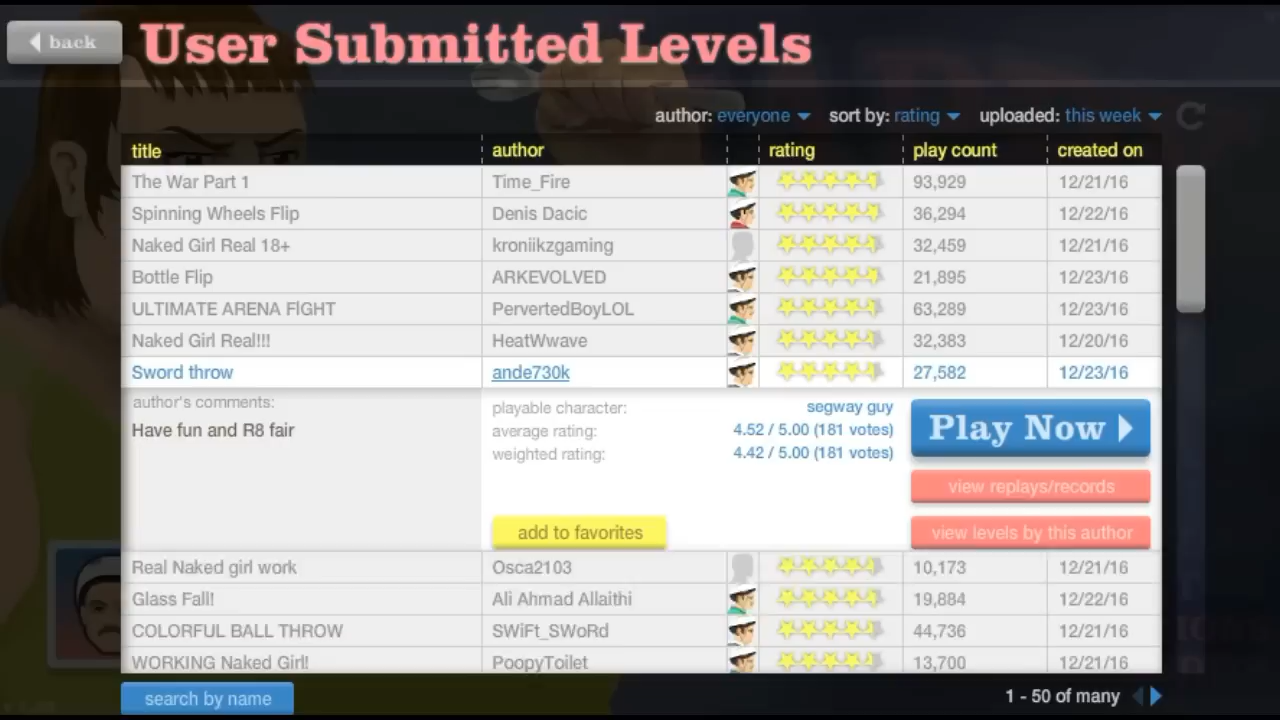 back
User Submitted Levels
author: everyone sort by: rating uploaded: this week
title author rating play count created on
The War Part 1 Time_Fire 93,929 12/21/16
Spinning Wheels Flip Denis Dacic 36,294 12/22/16
Naked Girl Real 18+ kroniikzgaming 32,459 12/21/16
Bottle Flip ARKEVOLVED 21,895 12/23/16
ULTIMATE ARENA FIGHT PervertedBoyLOL 63,289 12/23/16
Naked Girl Real!!! HeatWwave 32,383 12/20/16
Sword throw ande730k 27,582 12/23/16
author's comments:
Have fun and R8 fair
playable character: segway guy
average rating: 4.52 / 5.00 (181 votes)
weighted rating: 4.42 / 5.00 (181 votes)
add to favorites
Play Now
view replays/records
view levels by this author
Real Naked girl work Osca2103 10,173 12/21/16
Glass Fall! Ali Ahmad Allaithi 19,884 12/22/16
COLORFUL BALL THROW SWiFt_SWoRd 44,736 12/21/16
WORKING Naked Girl! PoopyToilet 13,700 12/21/16
search by name
1 - 50 of many